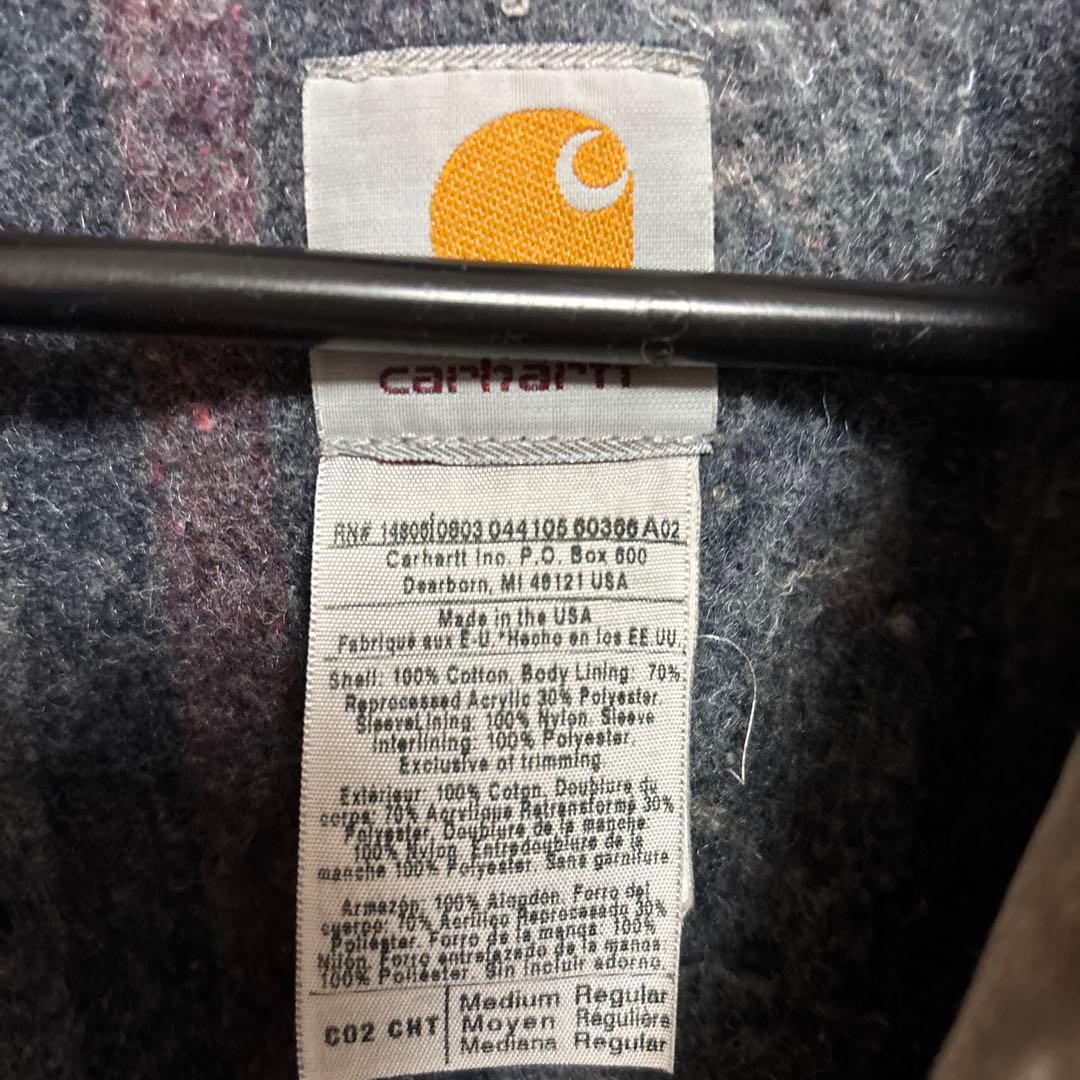 carhartt
RN# 14806 0803 044105 60366 A02
Carhartt Inc. P.O. Box 600
Dearborn, MI 48121 USA
Made in the USA
Fabriqué aux E-U *Hecho en los EE.UU.
Shell: 100% Cotton, Body Lining: 70%
Reprocessed Acrylic 30% Polyester.
SleeveLining: 100% Nylon, Sleeve
Interlining: 100% Polyester.
Exclusive of trimming
Extérieur: 100% Coton, Doublure du
corps: 70% Acrylique Retransformé 30%
Polyester, Doublure de la manche
100% Nylon, Entredoublure de la
manche 100% Polyester. Sans garniture
Armazón: 100% Algodón, Forro del
cuerpo: 70% Acrílico Reprocesado 30%
Poliéster. Forro de la manga: 100%
Nilón, Forro entrelazado de la manga
100% Poliéster. Sin incluir adorno
C02 CHT
Medium Regular
Moyen Régulière
Mediana Regular